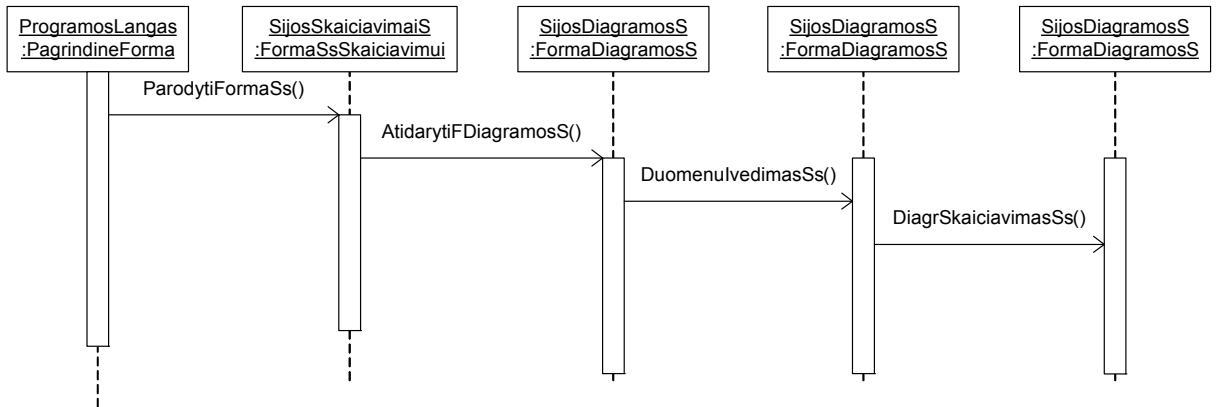 ProgramosLangas
:PagrindineForma
SijosSkaiciavimaiS
:FormaSsSkaiciavimui
SijosDiagramosS
:FormaDiagramosS
SijosDiagramosS
:FormaDiagramosS
SijosDiagramosS
:FormaDiagramosS
ParodytiFormaSs()
AtidarytiFDiagramosS()
DuomenuIvedimasSs()
DiagrSkaiciavimasSs()